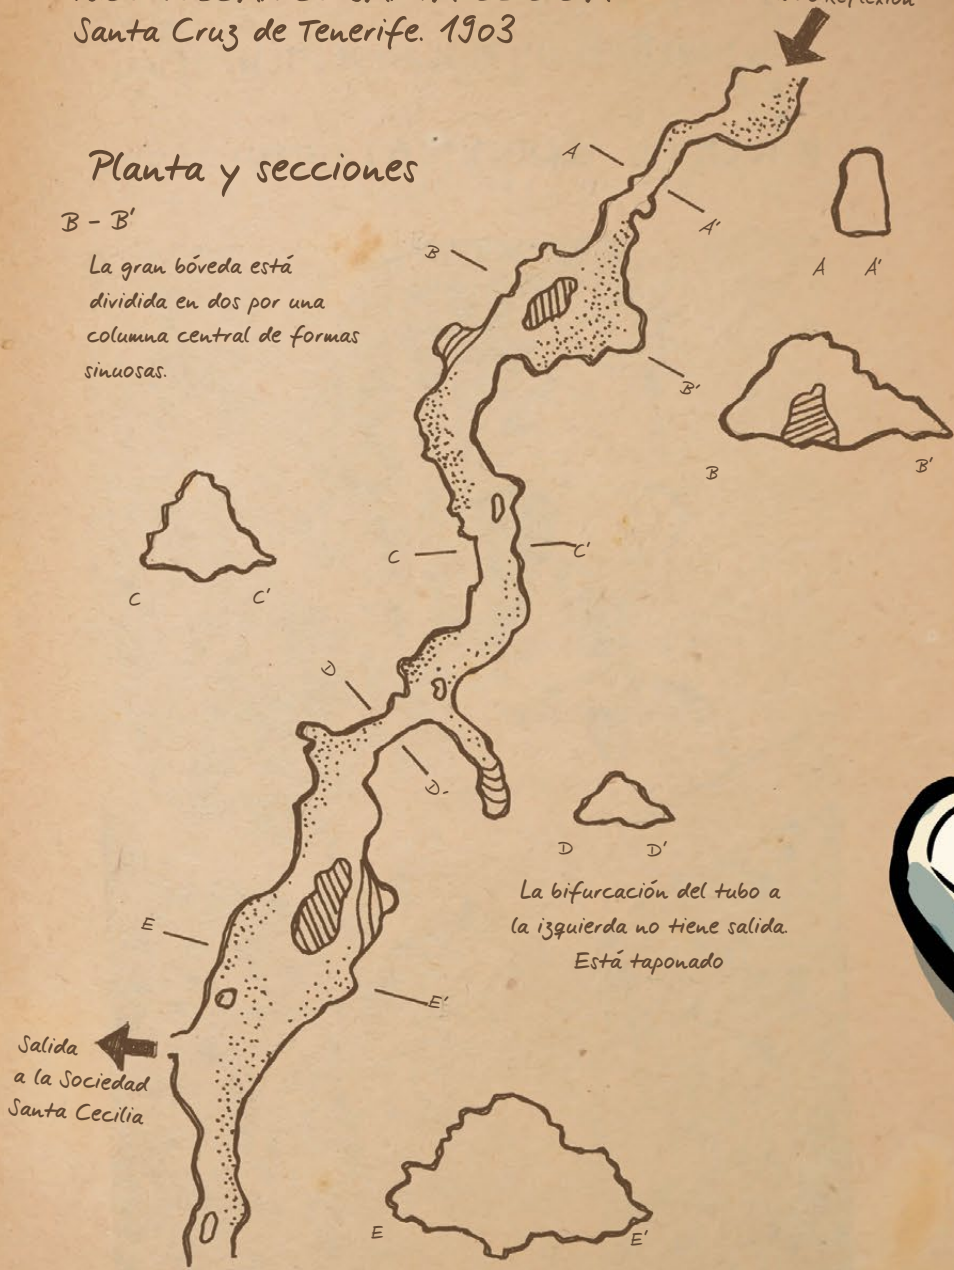 Santa Cruz de Tenerife. 1903
Planta y secciones
B - B'
La gran bóveda está
dividida en dos por una
columna central de formas
sinuosas.
A
A'
A A'
B
B'
B B'
C
C'
C C'
D
D
D D'
La bifurcación del tubo a
la izquierda no tiene salida.
Está taponado
E
E'
Salida
a la Sociedad
Santa Cecilia
E E'